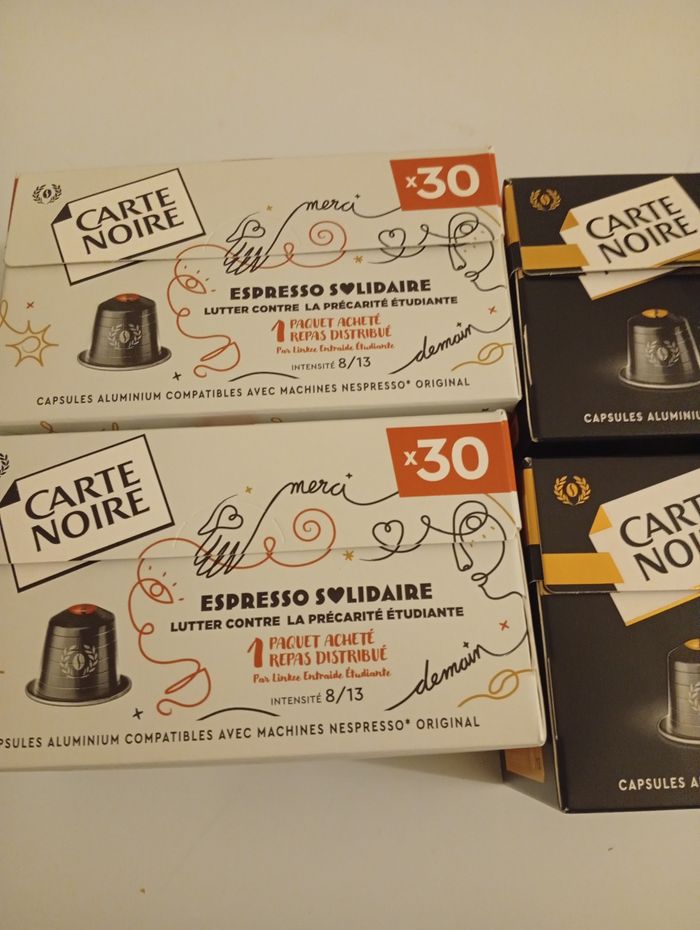 CARTE
NOIRE
merci
x30
ESPRESSO S♥LIDAIRE
LUTTER CONTRE LA PRÉCARITÉ ÉTUDIANTE
1 PAQUET ACHETÉ
REPAS DISTRIBUÉ
Par Linkee Entraide Étudiante
demain
INTENSITÉ 8/13
CAPSULES ALUMINIUM COMPATIBLES AVEC MACHINES NESPRESSO* ORIGINAL
CARTE
NOIRE
CAPSULES ALUMINIU
CARTE
NOIRE
merci
x30
ESPRESSO S♥LIDAIRE
LUTTER CONTRE LA PRÉCARITÉ ÉTUDIANTE
1 PAQUET ACHETÉ
REPAS DISTRIBUÉ
Par Linkee Entraide Étudiante
demain
INTENSITÉ 8/13
PSULES ALUMINIUM COMPATIBLES AVEC MACHINES NESPRESSO* ORIGINAL
CART
NOI
CAPSULES A